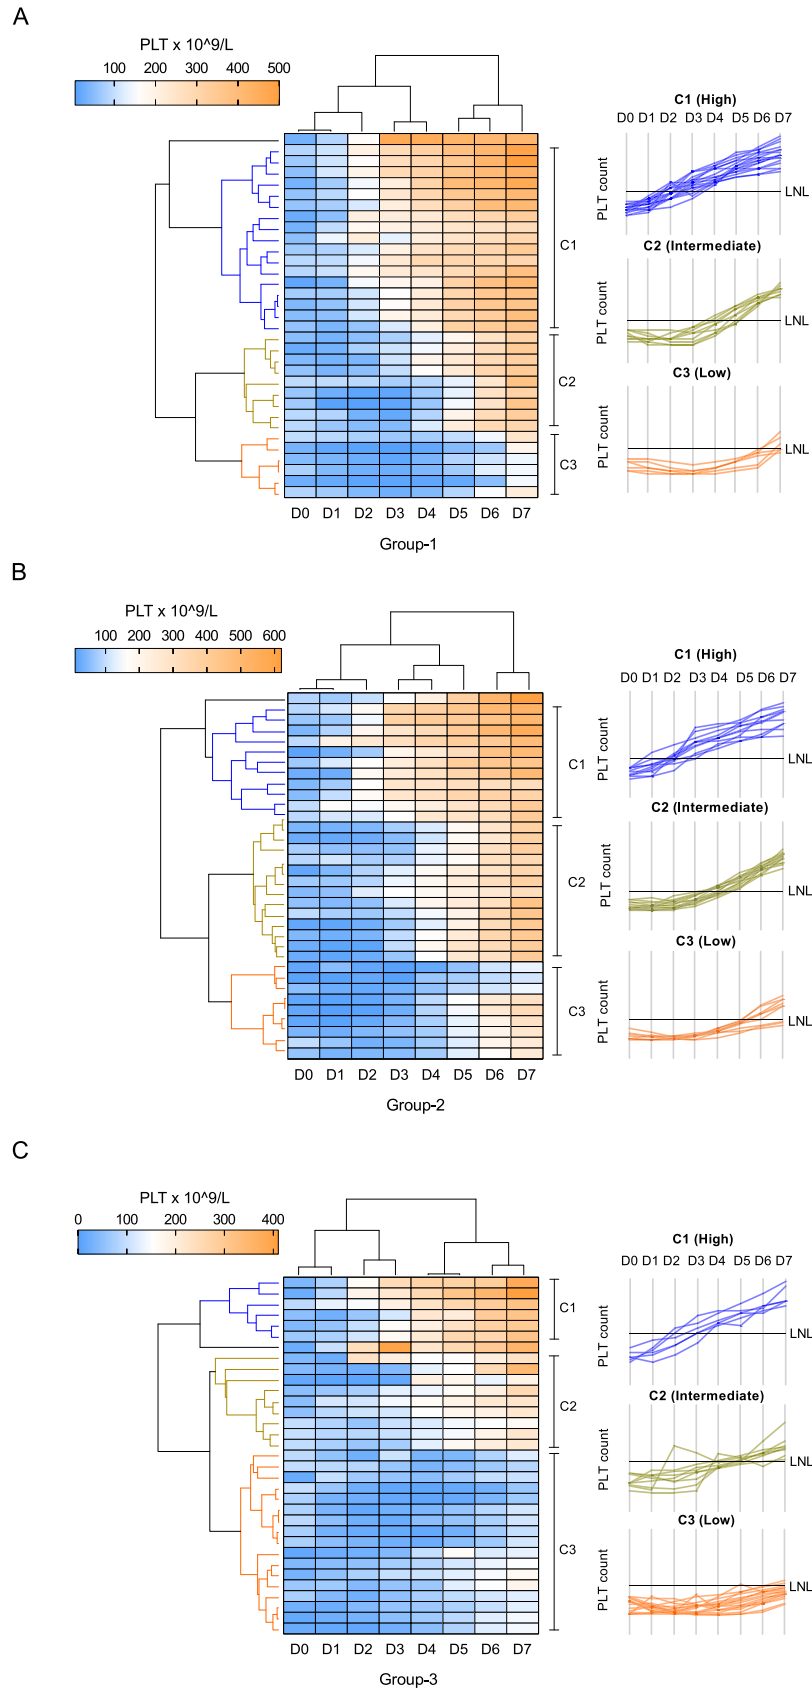 A
PLT x 10^9/L
100 200 300 400 500
C1 (High)
D0 D1 D2 D3 D4 D5 D6 D7
PLT count
LNL
C1
C2 (Intermediate)
PLT count
LNL
C2
C3 (Low)
PLT count
LNL
C3
D0 D1 D2 D3 D4 D5 D6 D7
Group-1
B
PLT x 10^9/L
100 200 300 400 500 600
C1 (High)
D0 D1 D2 D3 D4 D5 D6 D7
PLT count
LNL
C1
C2 (Intermediate)
PLT count
LNL
C2
C3 (Low)
PLT count
LNL
C3
D0 D1 D2 D3 D4 D5 D6 D7
Group-2
C
PLT x 10^9/L
0 100 200 300 400
C1 (High)
D0 D1 D2 D3 D4 D5 D6 D7
PLT count
LNL
C1
C2 (Intermediate)
PLT count
LNL
C2
C3 (Low)
PLT count
LNL
C3
D0 D1 D2 D3 D4 D5 D6 D7
Group-3